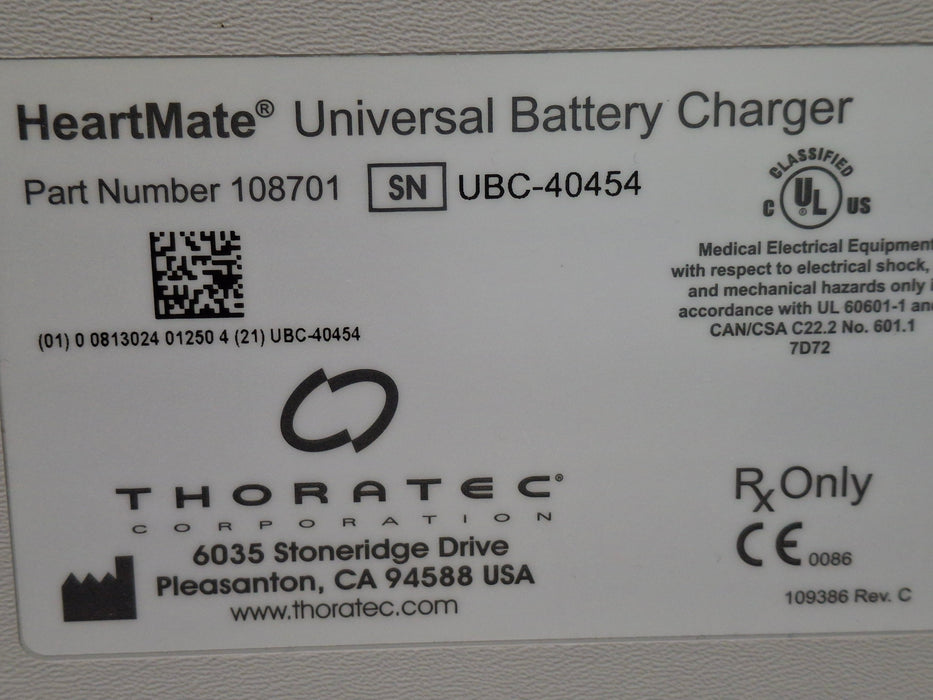 HeartMate® Universal Battery Charger
Part Number 108701 SN UBC-40454
CLASSIFIED
C UL® US
Medical Electrical Equipment
with respect to electrical shock,
and mechanical hazards only
accordance with UL 60601-1 and
CAN/CSA C22.2 No. 601.1
7D72
(01) 0 0813024 01250 4 (21) UBC-40454
THORATEC®
CORPORATION
6035 Stoneridge Drive
Pleasanton, CA 94588 USA
www.thoratec.com
Rx Only
CE 0086
109386 Rev. C